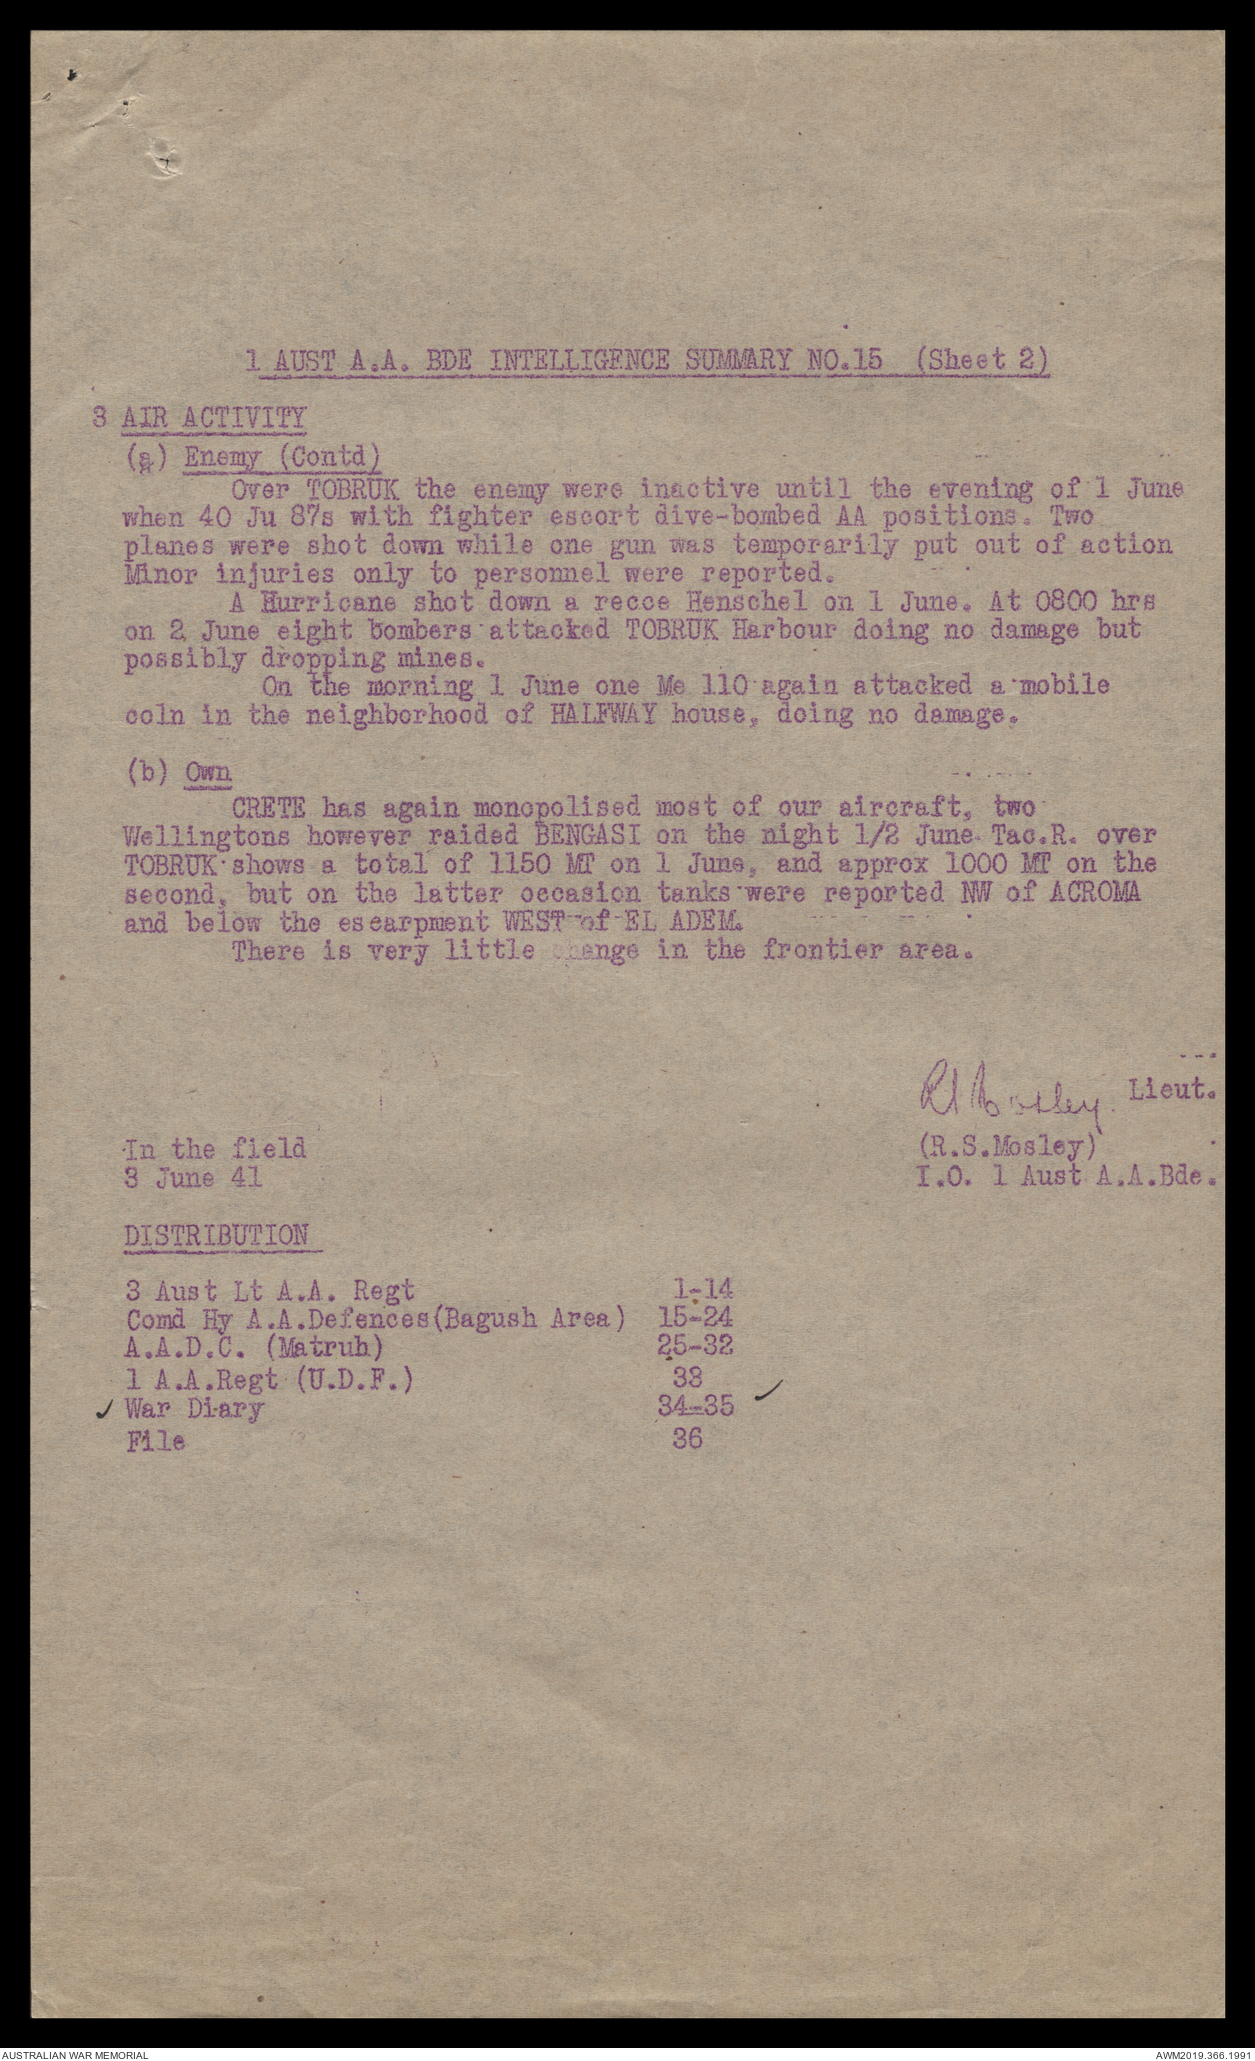 1 AUST A.A. BDE INTELLIGENCE SUMMARY NO.15 (Sheet 2)
3 AIR ACTIVITY
(a) Enemy (Contd)
Over TOBRUK the enemy were inactive until the evening of 1 June
when 40 Ju 87s with fighter escort dive-bombed AA positions. Two
planes were shot down while one gun was temporarily put out of action
Minor injuries only to personnel were reported.
A Hurricane shot down a recce Henschel on 1 June. At 0800 hrs
on 2 June eight bombers attacked TOBRUK Harbour doing no damage but
possibly dropping mines.
On the morning 1 June one Me 110 again attacked a mobile
coln in the neighborhood of HALFWAY house, doing no damage.
(b) Own
CRETE has again monopolised most of our aircraft, two
Wellingtons however raided BENGASI on the night 1/2 June. Tac.R. over
TOBRUK shows a total of 1150 MT on 1 June, and approx 1000 MT on the
second, but on the latter occasion tanks were reported NW of ACROMA
and below the escarpment WEST of EL ADEM.
There is very little change in the frontier area.
RS Mosley. Lieut.
(R.S.Mosley)
I.O. 1 Aust A.A.Bde.
In the field
3 June 41
DISTRIBUTION
3 Aust Lt A.A. Regt 1-14
Comd Hy A.A.Defences(Bagush Area) 15-24
A.A.D.C. (Matruh) 25-32
1 A.A.Regt (U.D.F.) 33
✓ War Diary 34-35 ✓
File 36
AUSTRALIAN WAR MEMORIAL AWM2019.366.1991